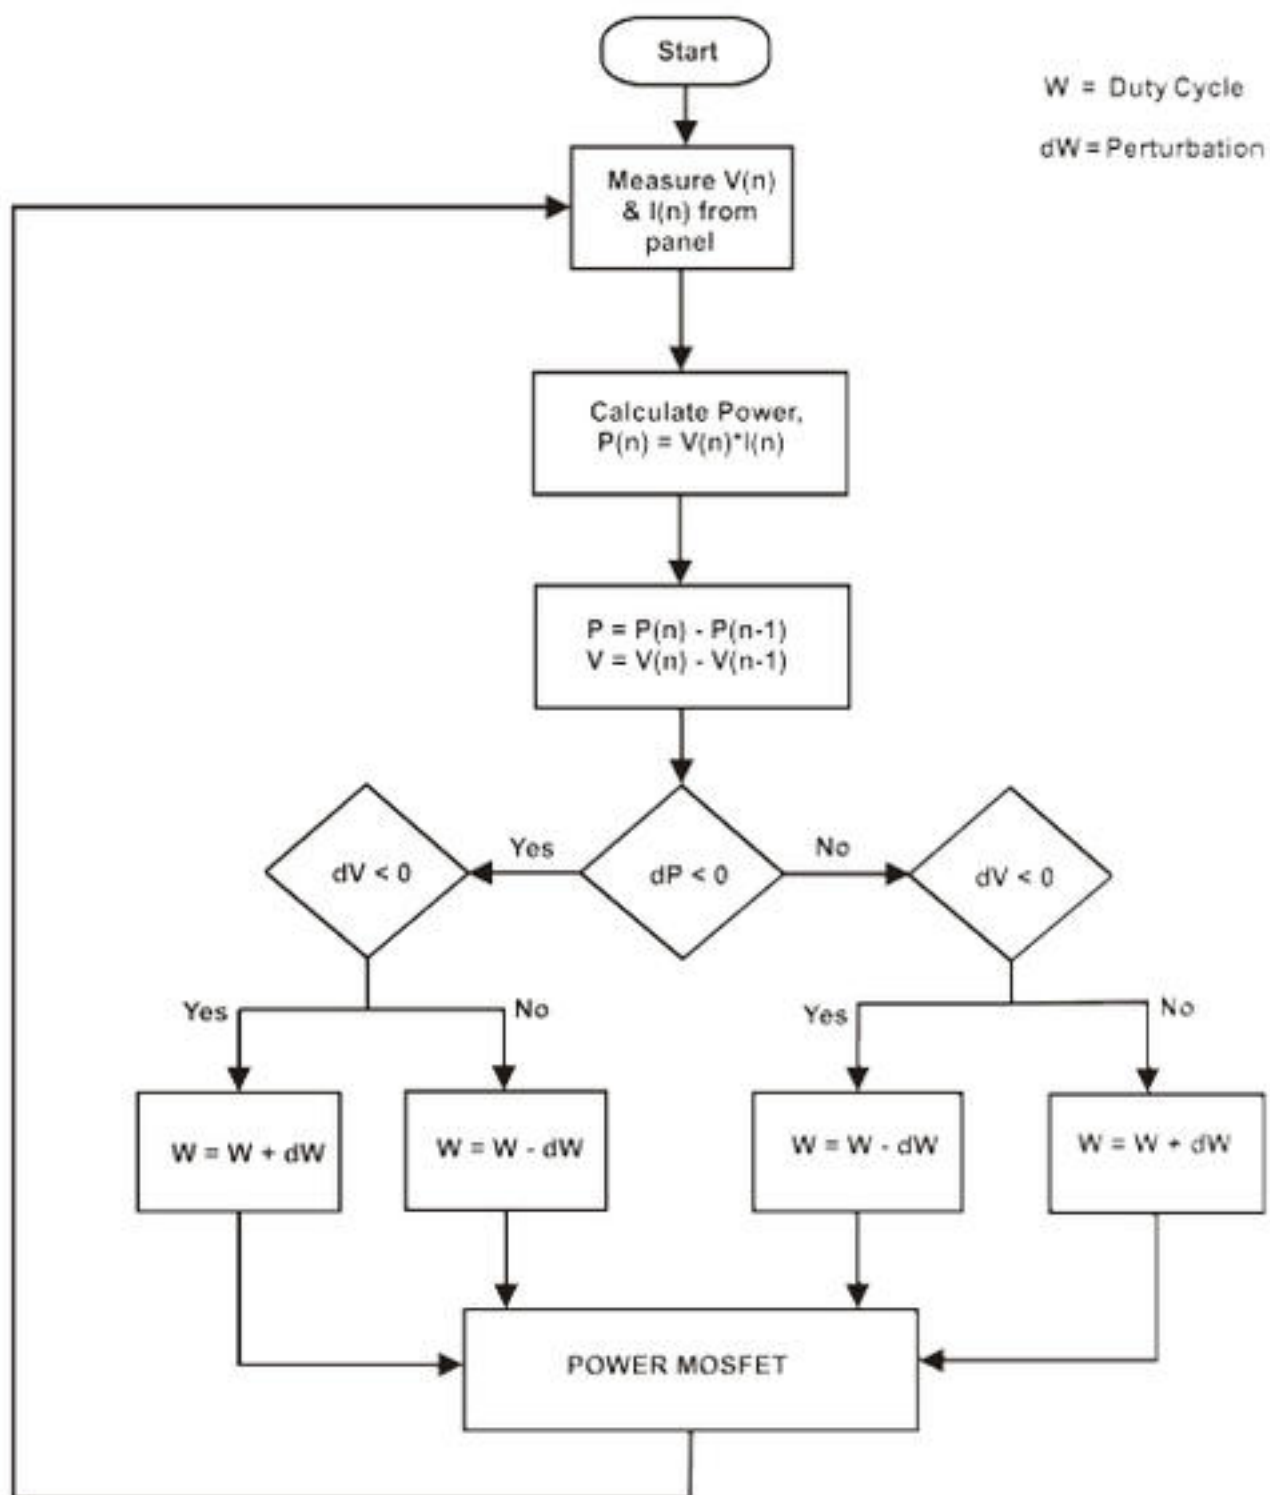 Start
W = Duty Cycle
dW = Perturbation
Measure V(n)
& I(n) from
panel
Calculate Power,
P(n) = V(n)*I(n)
P = P(n) - P(n-1)
V = V(n) - V(n-1)
dV < 0
Yes
dP < 0
No
dV < 0
Yes
No
Yes
No
W = W + dW
W = W - dW
W = W - dW
W = W + dW
POWER MOSFET